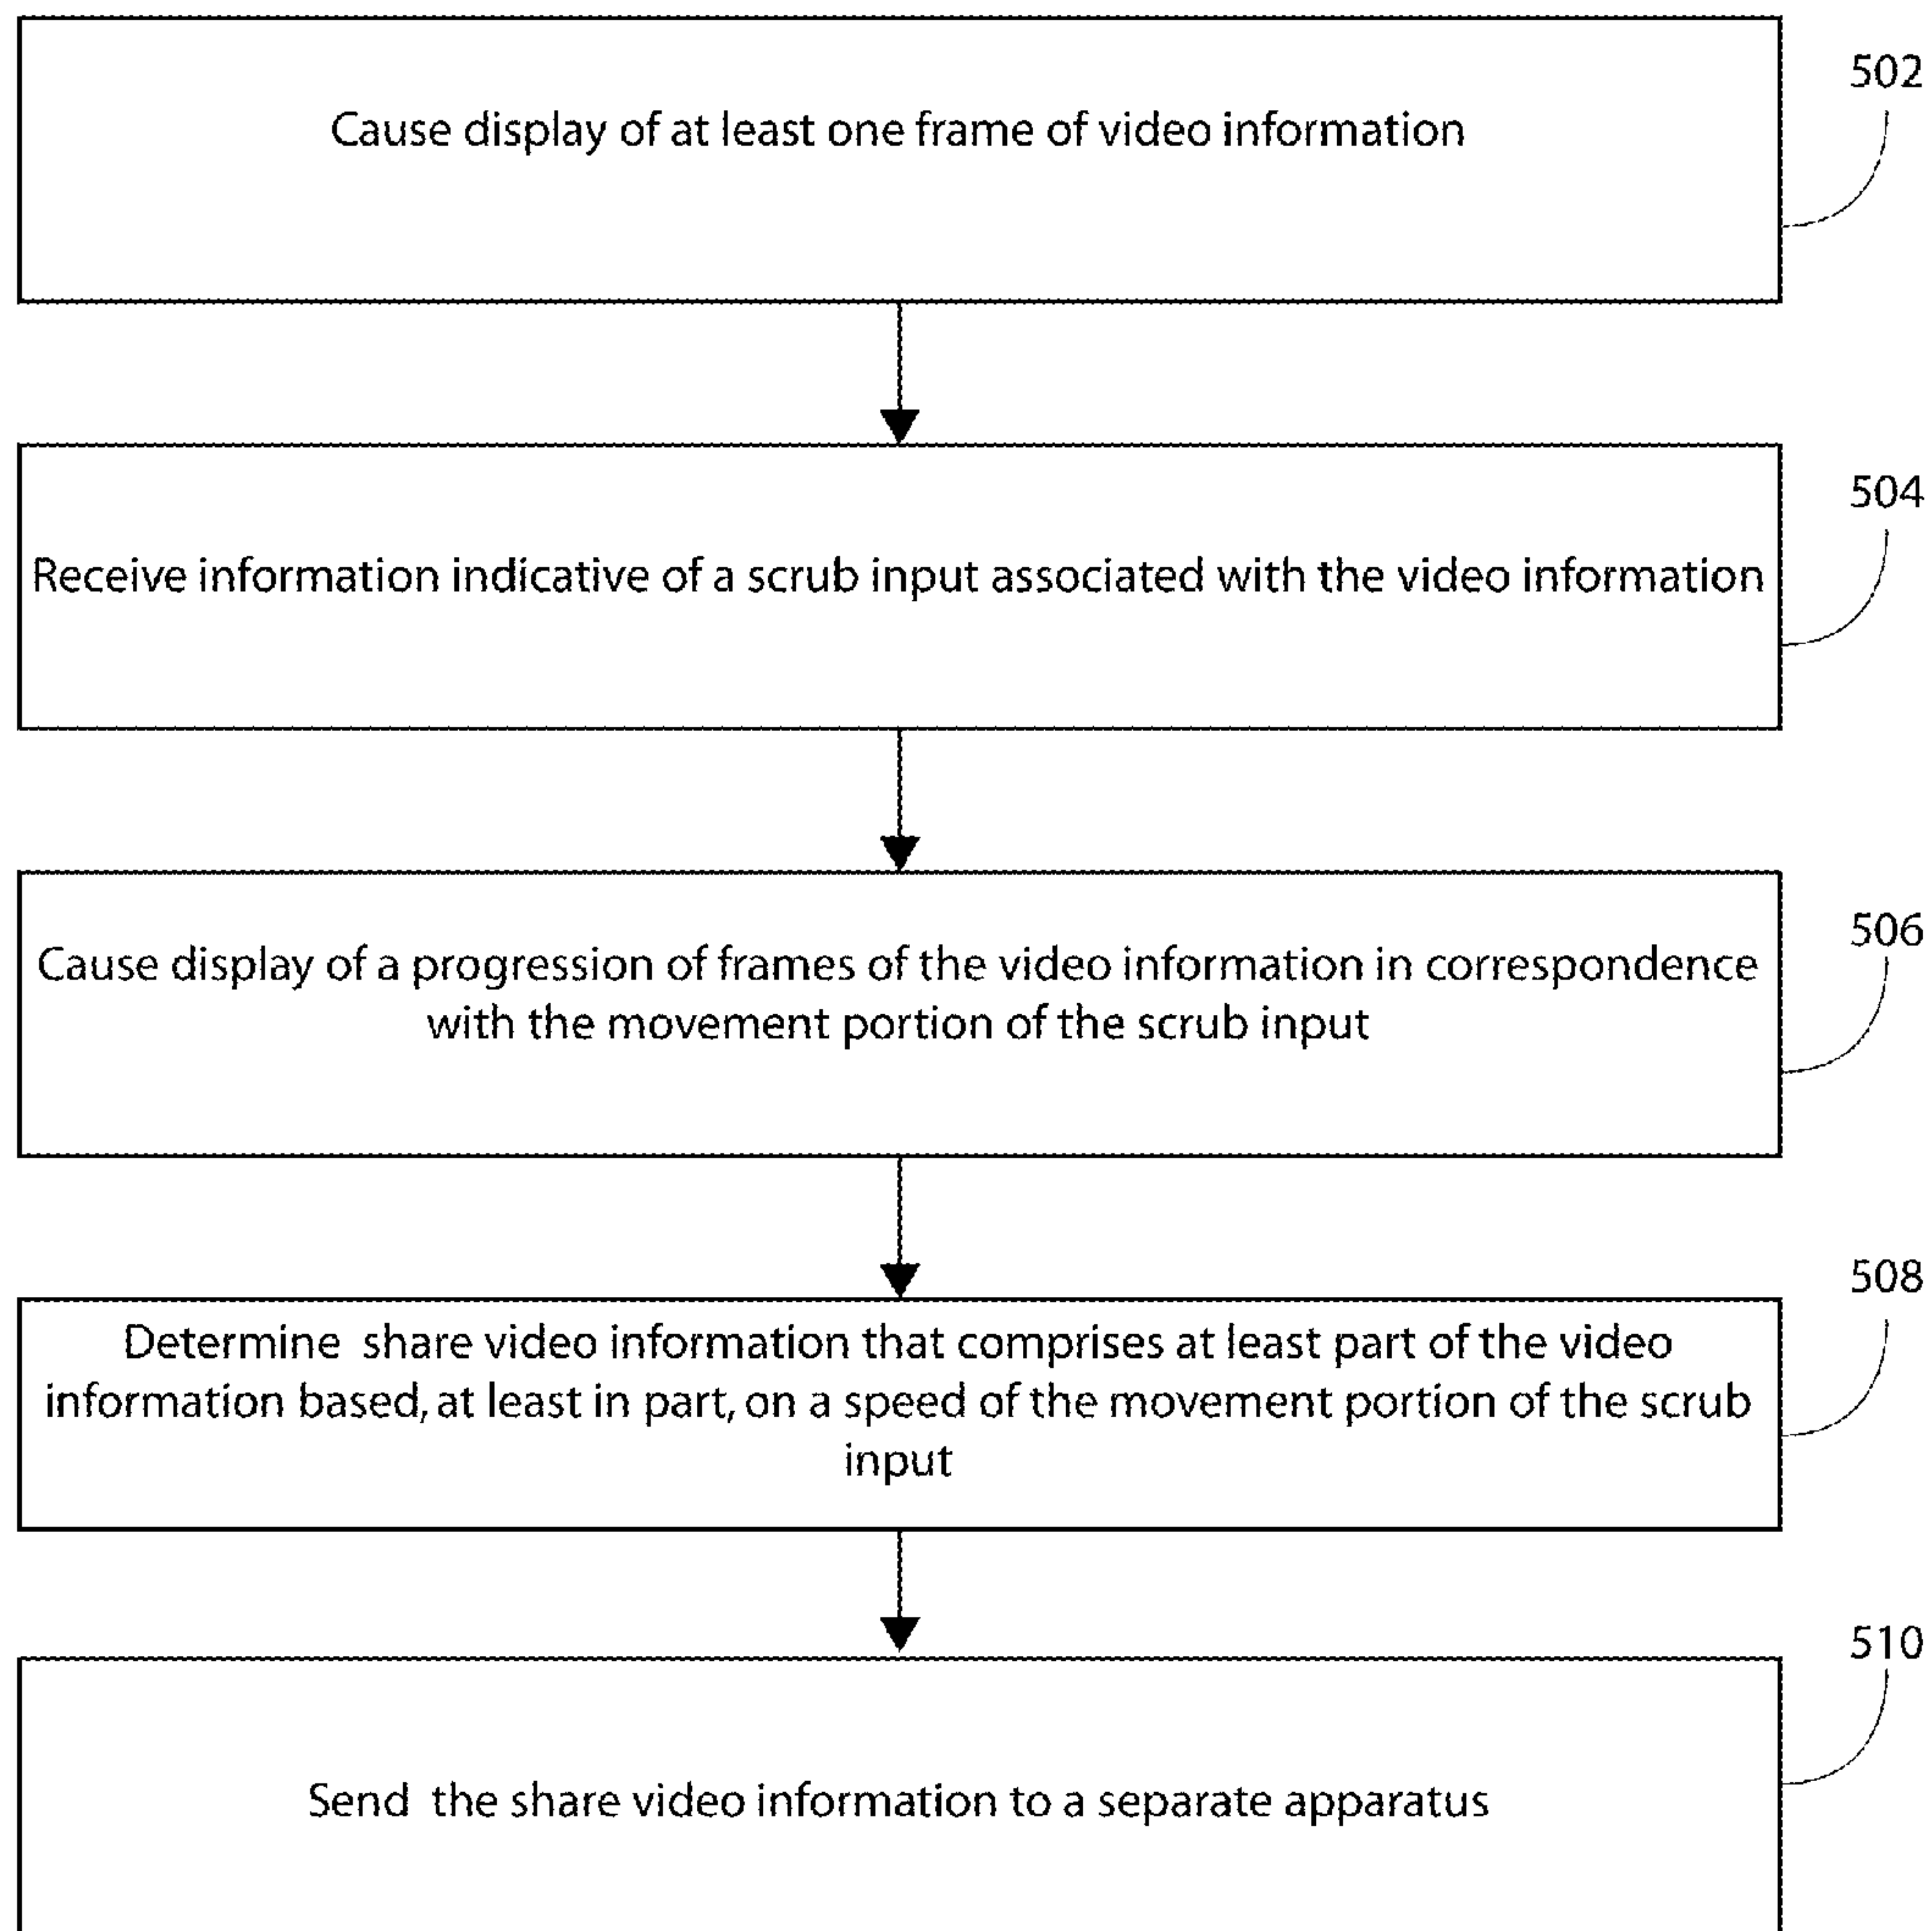 502
Cause display of at least one frame of video information
504
Receive information indicative of a scrub input associated with the video information
506
Cause display of a progression of frames of the video information in correspondence
with the movement portion of the scrub input
508
Determine share video information that comprises at least part of the video
information based, at least in part, on a speed of the movement portion of the scrub
input
510
Send the share video information to a separate apparatus